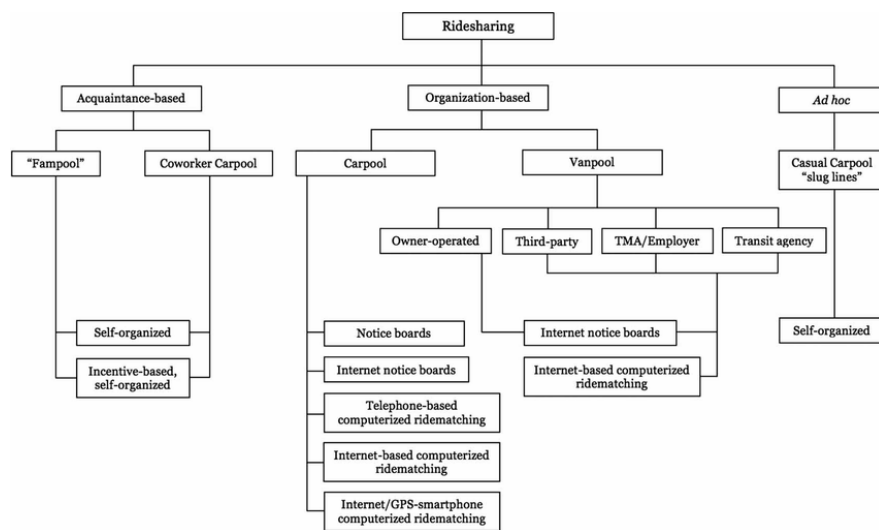 Ridesharing
Acquaintance-based
Organization-based
Ad hoc
“Fampool”
Coworker Carpool
Carpool
Vanpool
Casual Carpool
“slug lines”
Owner-operated
Third-party
TMA/Employer
Transit agency
Self-organized
Notice boards
Internet notice boards
Self-organized
Incentive-based,
self-organized
Internet notice boards
Internet-based computerized
ridematching
Telephone-based
computerized ridematching
Internet-based computerized
ridematching
Internet/GPS-smartphone
computerized ridematching